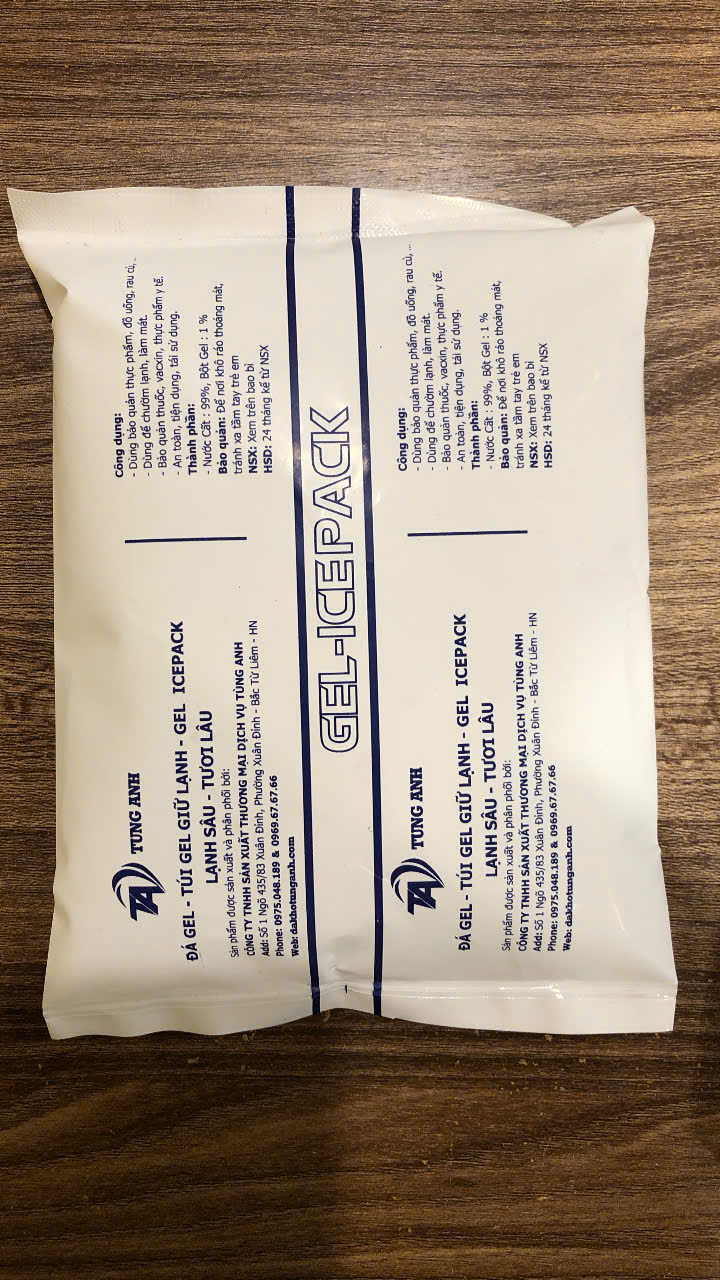 TA
TUNG ANH
ĐÁ GEL - TÚI GEL GIỮ LẠNH - GEL ICEPACK
LẠNH SÂU - TƯƠI LÂU
Sản phẩm được sản xuất và phân phối bởi:
CÔNG TY TNHH SẢN XUẤT THƯƠNG MẠI DỊCH VỤ TÙNG ANH
Add: Số 1 Ngõ 435/83 Xuân Đỉnh, Phường Xuân Đỉnh - Bắc Từ Liêm - HN
Phone: 0975.048.189 & 0969.67.67.66
Web: dakhotunganh.com
Công dụng:
- Dùng bảo quản thực phẩm, đồ uống, rau củ,..
- Dùng để chườm lạnh, làm mát.
- Bảo quản thuốc, vacxin, thực phẩm y tế.
- An toàn, tiện dụng, tái sử dụng.
Thành phần:
- Nước Cất : 99%, Bột Gel : 1 %
Bảo quản: Để nơi khô ráo thoáng mát,
tránh xa tầm tay trẻ em
NSX: Xem trên bao bì
HSD: 24 tháng kể từ NSX
GEL-ICEPACK
TA
TUNG ANH
ĐÁ GEL - TÚI GEL GIỮ LẠNH - GEL ICEPACK
LẠNH SÂU - TƯƠI LÂU
Sản phẩm được sản xuất và phân phối bởi:
CÔNG TY TNHH SẢN XUẤT THƯƠNG MẠI DỊCH VỤ TÙNG ANH
Add: Số 1 Ngõ 435/83 Xuân Đỉnh, Phường Xuân Đỉnh - Bắc Từ Liêm - HN
Phone: 0975.048.189 & 0969.67.67.66
Web: dakhotunganh.com
Công dụng:
- Dùng bảo quản thực phẩm, đồ uống, rau củ, ...
- Dùng để chườm lạnh, làm mát.
- Bảo quản thuốc, vacxin, thực phẩm y tế.
- An toàn, tiện dụng, tái sử dụng.
Thành phần:
- Nước Cất : 99%, Bột Gel : 1 %
Bảo quản: Để nơi khô ráo thoáng mát,
tránh xa tầm tay trẻ em
NSX: Xem trên bao bì
HSD: 24 tháng kể từ NSX